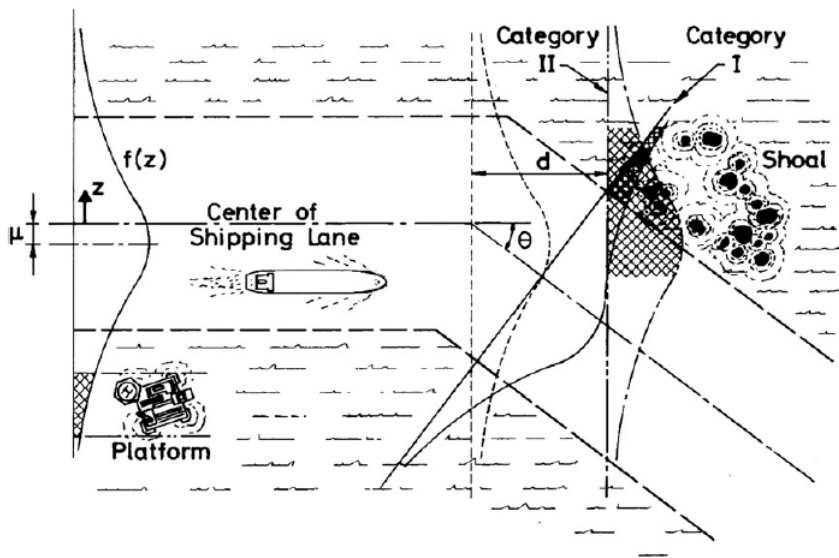 Category
II
Category
I
f(z)
d
Shoal
z
μ
Center of
Shipping Lane
θ
H
Platform